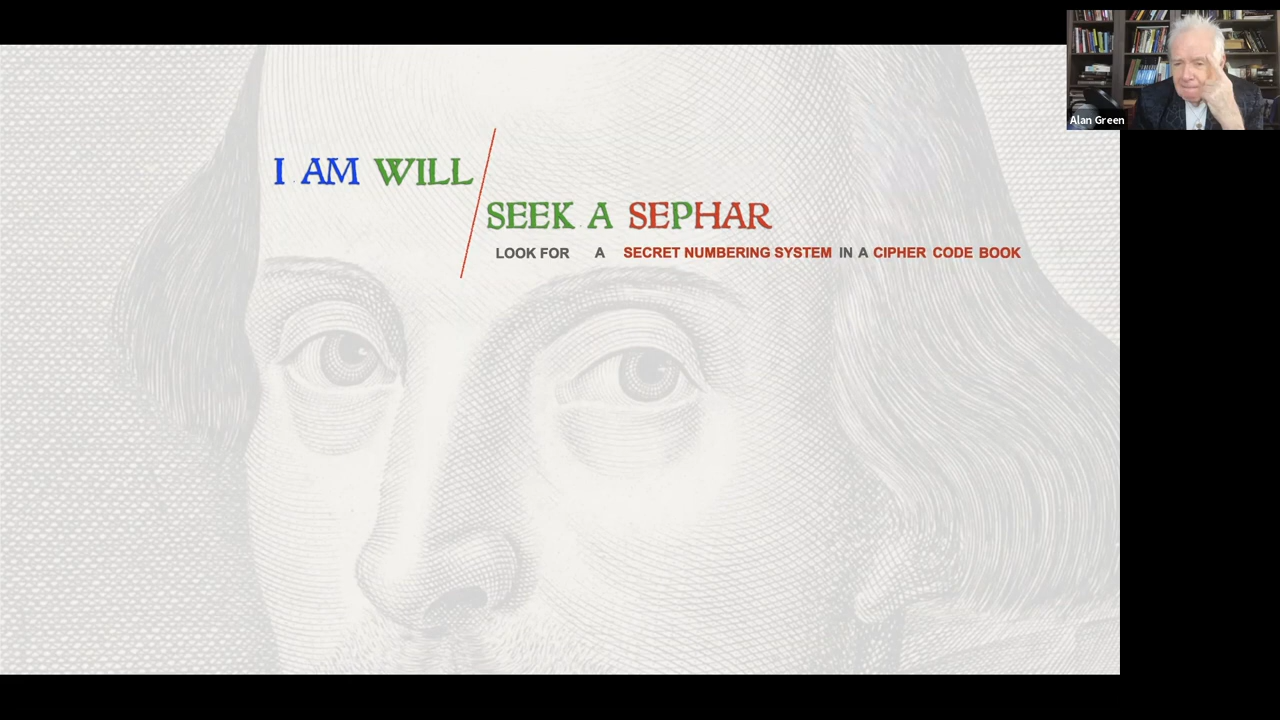 I AM WILL
SEEK A SEPHAR
LOOK FOR A SECRET NUMBERING SYSTEM IN A CIPHER CODE BOOK
Alan Green